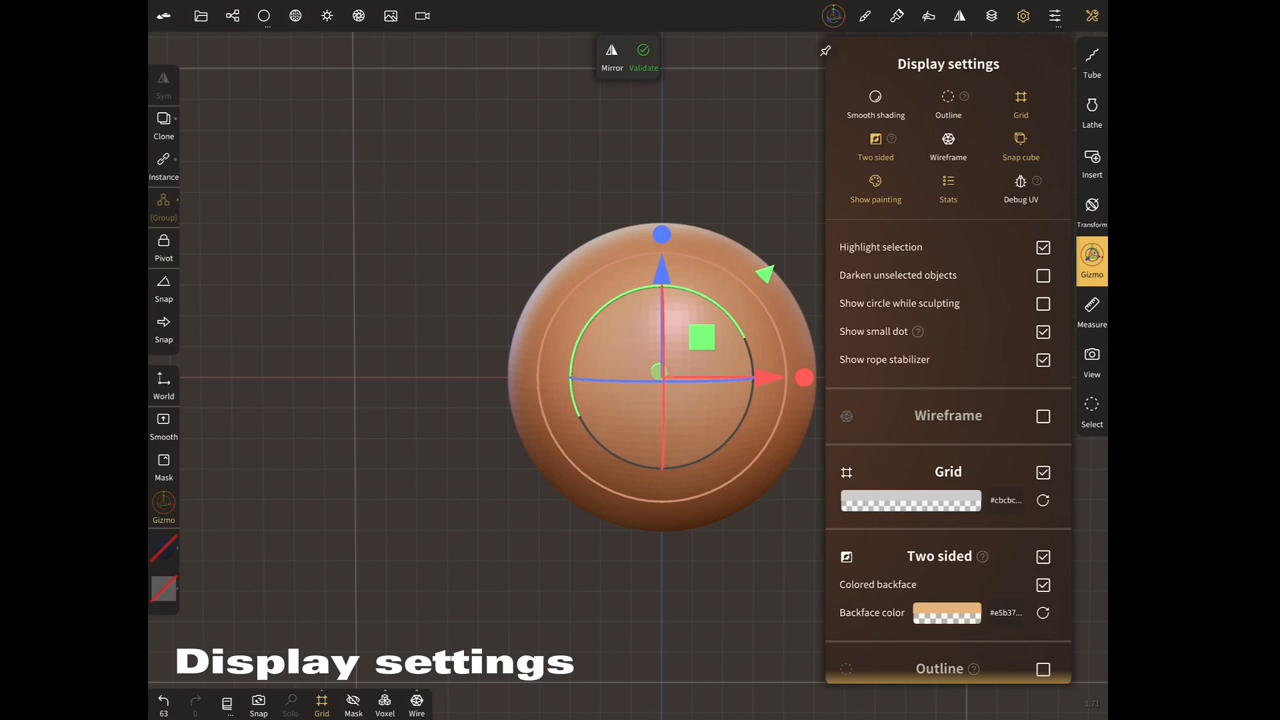 Mirror
Validate
Display settings
Smooth shading
Outline
Grid
Two sided
Wireframe
Snap cube
Show painting
Stats
Debug UV
Highlight selection
Darken unselected objects
Show circle while sculpting
Show small dot
Show rope stabilizer
Wireframe
Grid
#cbcbc...
Two sided
Colored backface
Backface color
#e5b37...
Outline
Sym
Clone
Instance
(Group)
Pivot
Snap
Snap
World
Smooth
Mask
Gizmo
Tube
Lathe
Insert
Transform
Gizmo
Measure
View
Select
Display settings
63
0
...
Snap
Solo
Grid
Mask
Voxel
Wire
1.71